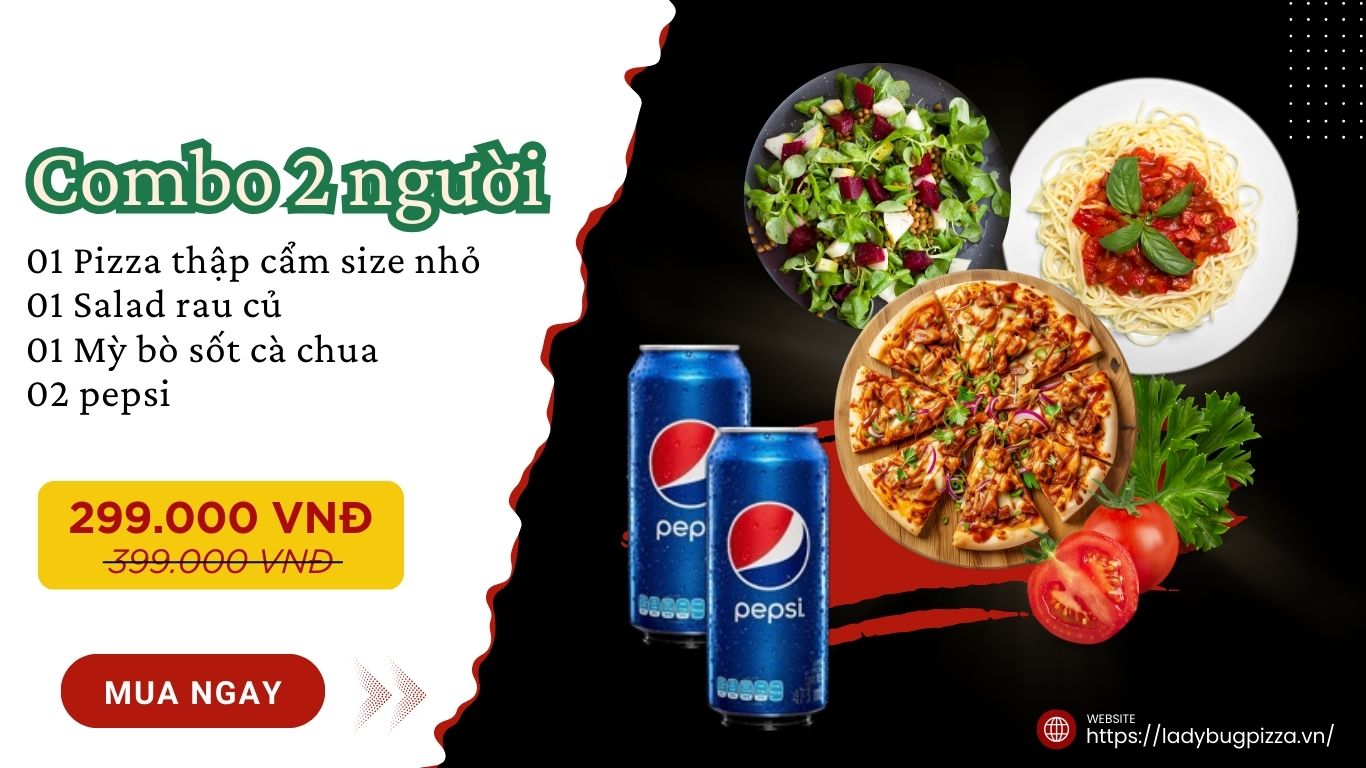 Combo 2 người
01 Pizza thập cẩm size nhỏ
01 Salad rau củ
01 Mỳ bò sốt cà chua
02 pepsi
299.000 VNĐ
399.000 VNĐ
MUA NGAY
pep
pepsi
WEBSITE
https://ladybugpizza.vn/